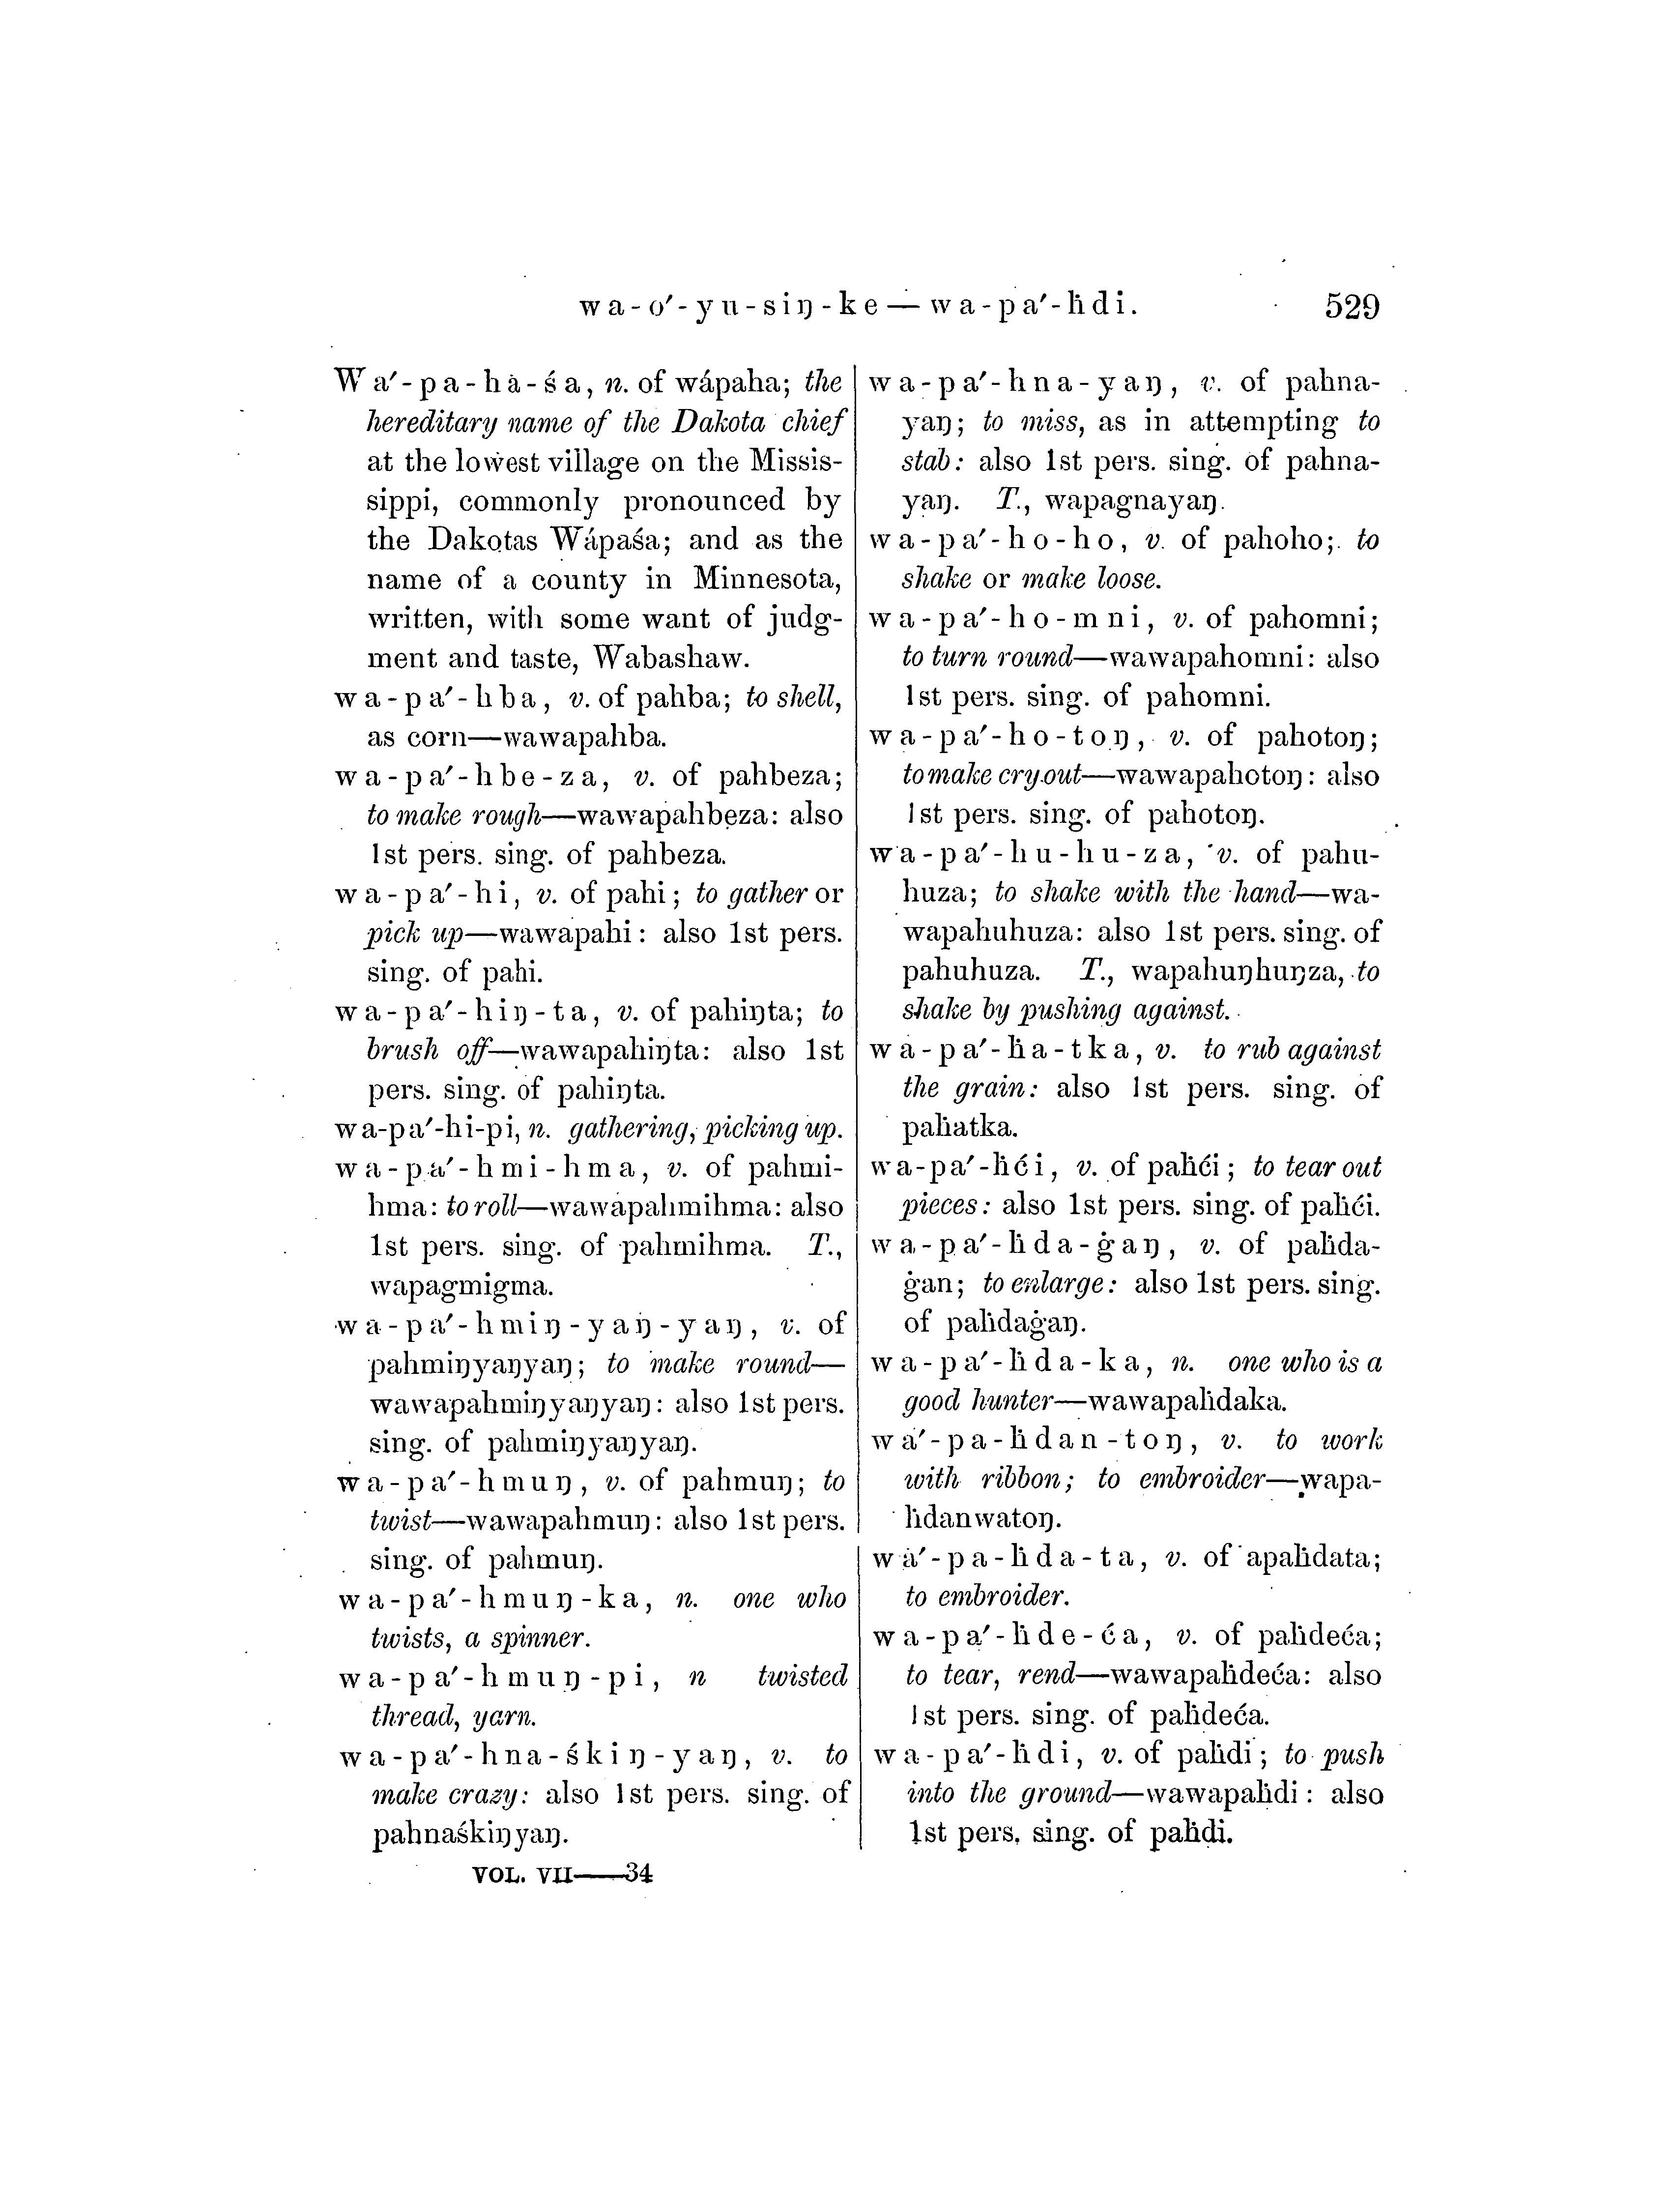 wa-o′-yu-siŋ-ke — wa-pa′-ḣdi. 529
Wa′-pa-ha-śa, n. of wápaha; the
hereditary name of the Dakota chief
at the lowest village on the Missis-
sippi, commonly pronounced by
the Dakotas Wápaśa; and as the
name of a county in Minnesota,
written, with some want of judg-
ment and taste, Wabashaw.
wa-pa′-hba, v. of pahba; to shell,
as corn—wawapahba.
wa-pa′-hbe-za, v. of pahbeza;
to make rough—wawapahbeza: also
1st pers. sing. of pahbeza.
wa-pa′-hi, v. of pahi; to gather or
pick up—wawapahi: also 1st pers.
sing. of pahi.
wa-pa′-hiŋ-ta, v. of pahiŋta; to
brush off—wawapahiŋta: also 1st
pers. sing. of pahiŋta.
wa-pa′-hi-pi, n. gathering, picking up.
wa-pa′-hmi-hma, v. of pahmi-
hma: to roll—wawapahmihma: also
1st pers. sing. of pahmihma. T.,
wapagmigma.
wa-pa′-hmiŋ-yaŋ-yaŋ, v. of
pahmiŋyaŋyaŋ; to make round—
wawapahmiŋyaŋyaŋ: also 1st pers.
sing. of pahmiŋyaŋyaŋ.
wa-pa′-hmuŋ, v. of pahmuŋ; to
twist—wawapahmuŋ: also 1st pers.
sing. of pahmuŋ.
wa-pa′-hmuŋ-ka, n. one who
twists, a spinner.
wa-pa′-hmuŋ-pi, n twisted
thread, yarn.
wa-pa′-hna-śkiŋ-yaŋ, v. to
make crazy: also 1st pers. sing. of
pahnaśkiŋyaŋ.
VOL. VII——34
wa-pa′-hna-yaŋ, v. of pahna-
yaŋ; to miss, as in attempting to
stab: also 1st pers. sing. of pahna-
yaŋ. T., wapagnayaŋ.
wa-pa′-ho-ho, v. of pahoho; to
shake or make loose.
wa-pa′-ho-mni, v. of pahomni;
to turn round—wawapahomni: also
1st pers. sing. of pahomni.
wa-pa′-ho-toŋ, v. of pahotoŋ;
to make cry out—wawapahotoŋ: also
1st pers. sing. of pahotoŋ.
wa-pa′-hu-hu-za, v. of pahu-
huza; to shake with the hand—wa-
wapahuhuza: also 1st pers. sing. of
pahuhuza. T., wapahuŋhuŋza, to
shake by pushing against.
wa-pa′-ḣa-tka, v. to rub against
the grain: also 1st pers. sing. of
paḣatka.
wa-pa′-ḣći, v. of paḣći; to tear out
pieces: also 1st pers. sing. of paḣći.
wa-pa′-ḣda-ġaŋ, v. of paḣda-
ġan; to enlarge: also 1st pers. sing.
of paḣdaġaŋ.
wa-pa′-ḣda-ka, n. one who is a
good hunter—wawapaḣdaka.
wa′-pa-ḣdan-toŋ, v. to work
with ribbon; to embroider—wapa-
ḣdanwatoŋ.
wa′-pa-ḣda-ta, v. of apaḣdata;
to embroider.
wa-pa′-ḣde-ća, v. of paḣdeća;
to tear, rend—wawapaḣdeća: also
1st pers. sing. of paḣdeća.
wa-pa′-ḣdi, v. of paḣdi; to push
into the ground—wawapaḣdi: also
1st pers. sing. of paḣdi.